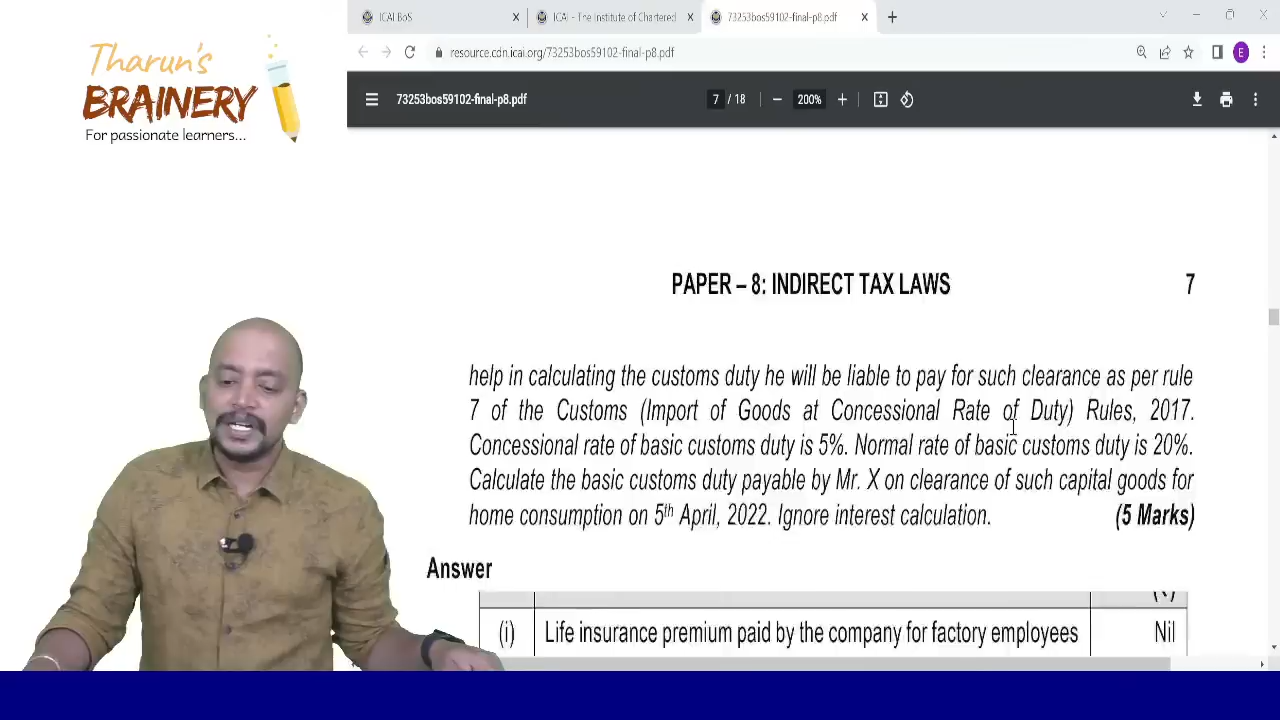 Tharun's
BRAINERY
For passionate learners...
ICAI BoS
ICAI - The Institute of Chartered
73253bos59102-final-p8.pdf
resource.cdn.icai.org/73253bos59102-final-p8.pdf
E
73253bos59102-final-p8.pdf
7 / 18
200%
PAPER – 8: INDIRECT TAX LAWS 7
help in calculating the customs duty he will be liable to pay for such clearance as per rule
7 of the Customs (Import of Goods at Concessional Rate of Duty) Rules, 2017.
Concessional rate of basic customs duty is 5%. Normal rate of basic customs duty is 20%.
Calculate the basic customs duty payable by Mr. X on clearance of such capital goods for
home consumption on 5th April, 2022. Ignore interest calculation. (5 Marks)
Answer
(i) Life insurance premium paid by the company for factory employees Nil